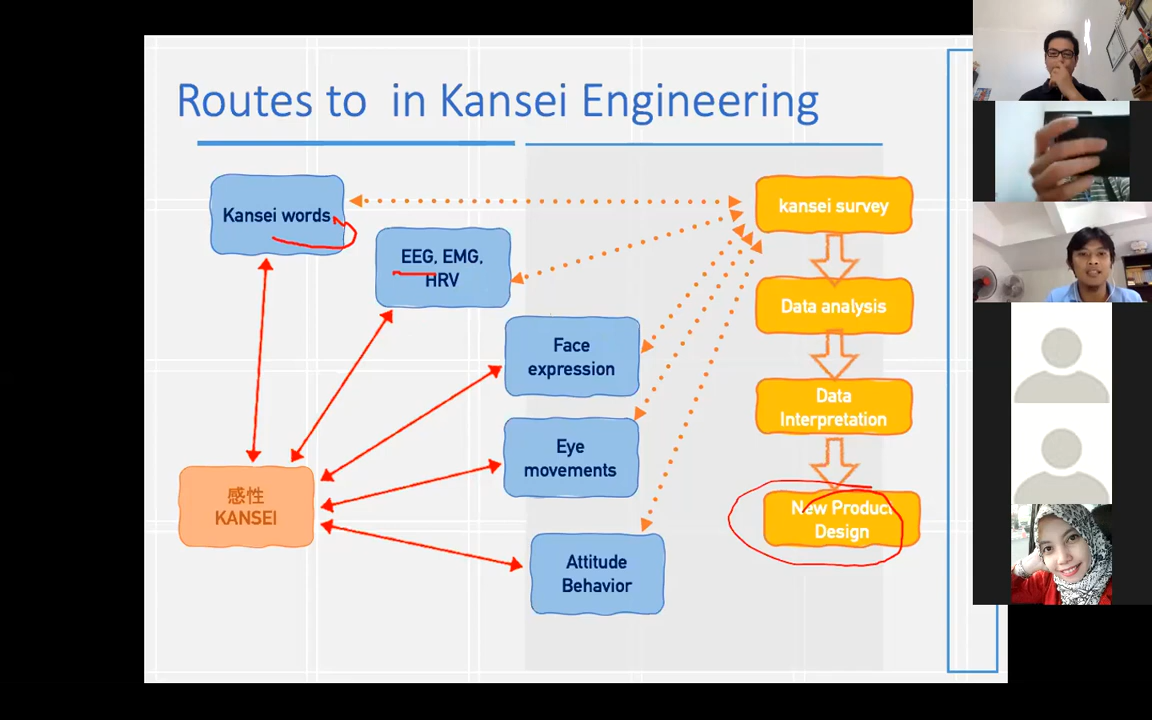 Routes to  in Kansei Engineering
Kansei words
EEG, EMG,
HRV
Face
expression
Eye
movements
Attitude
Behavior
感性
KANSEI
kansei survey
Data analysis
Data
Interpretation
New Product
Design